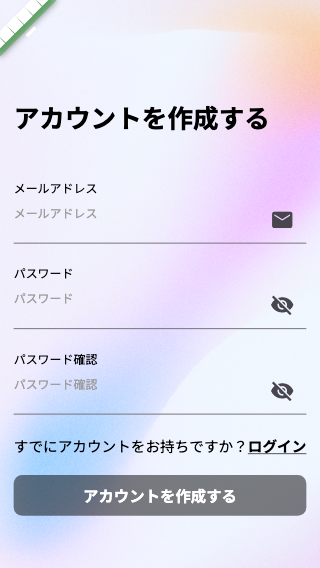 アカウントを作成する
メールアドレス
メールアドレス
パスワード
パスワード
パスワード確認
パスワード確認
すでにアカウントをお持ちですか？ログイン
アカウントを作成する